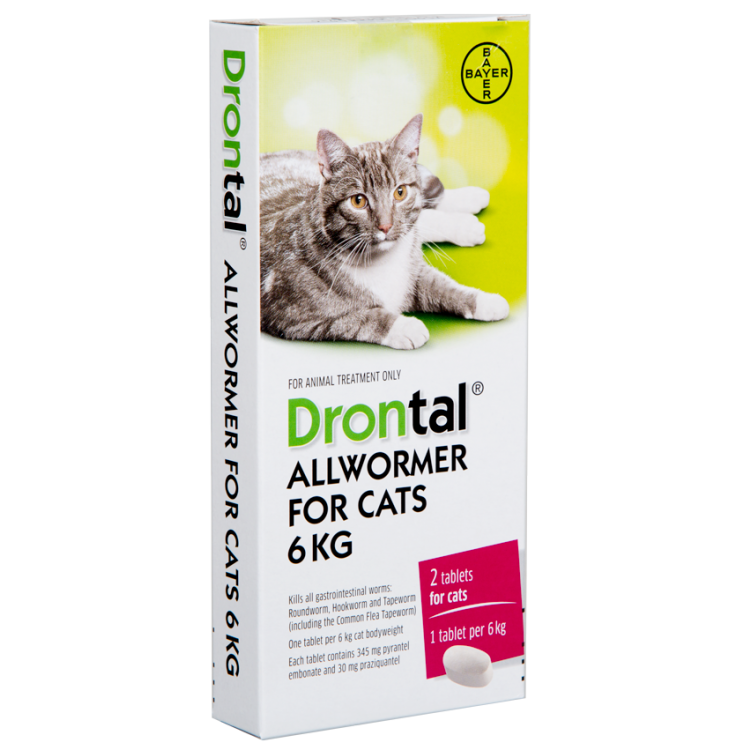 Drontal® ALLWORMER FOR CATS 6 KG
BAYER
BAYER
FOR ANIMAL TREATMENT ONLY
Drontal®
ALLWORMER
FOR CATS
6 KG
Kills all gastrointestinal worms:
Roundworm, Hookworm and Tapeworm
(including the Common Flea Tapeworm)
One tablet per 6 kg cat bodyweight
Each tablet contains 345 mg pyrantel
embonate and 30 mg praziquantel
2 tablets
for cats
1 tablet per 6 kg